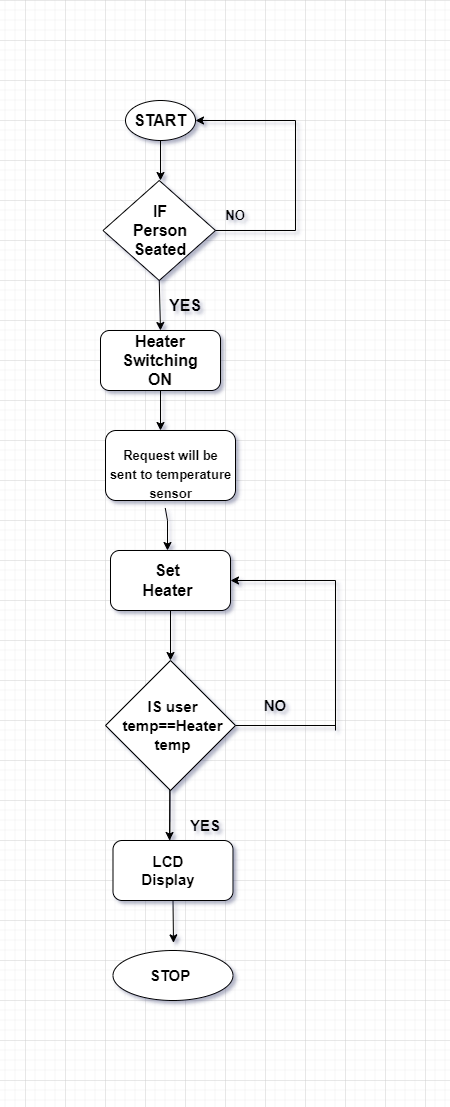 START
IF
Person
Seated
NO
YES
Heater
Switching
ON
Request will be
sent to temperature
sensor
Set
Heater
IS user
temp==Heater
temp
NO
YES
LCD
Display
STOP